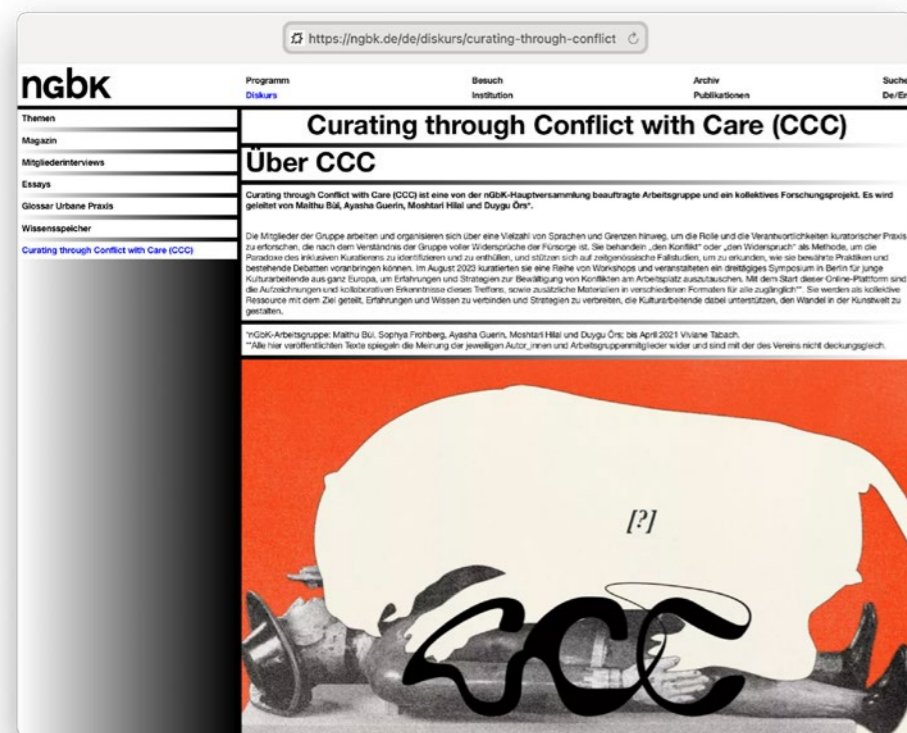 https://ngbk.de/de/diskurs/curating-through-conflict
nGbK
Programm
Diskurs
Besuch
Institution
Archiv
Publikationen
Suche
De/En
Themen
Magazin
Mitgliederinterviews
Essays
Glossar Urbane Praxis
Wissensspeicher
Curating through Conflict with Care (CCC)
Curating through Conflict with Care (CCC)
Über CCC
Curating through Conflict with Care (CCC) ist eine von der nGbK-Hauptversammlung beauftragte Arbeitsgruppe und ein kollektives Forschungsprojekt. Es wird
geleitet von Maithu Bùi, Ayasha Guerin, Moshtari Hilal und Duygu Örs*.
Die Mitglieder der Gruppe arbeiten und organisieren sich über eine Vielzahl von Sprachen und Grenzen hinweg, um die Rolle und die Verantwortlichkeiten kuratorischer Praxis
zu erforschen, die nach dem Verständnis der Gruppe voller Widersprüche der Fürsorge ist. Sie behandeln „den Konflikt" oder „den Widerspruch" als Methode, um die
Paradoxe des inklusiven Kuratierens zu identifizieren und zu enthüllen, und stützen sich auf zeitgenössische Fallstudien, um zu erkunden, wie sie bewährte Praktiken und
bestehende Debatten voranbringen können. Im August 2023 kuratierten sie eine Reihe von Workshops und veranstalteten ein dreitägiges Symposium in Berlin für junge
Kulturarbeitende aus ganz Europa, um Erfahrungen und Strategien zur Bewältigung von Konflikten am Arbeitsplatz auszutauschen. Mit dem Start dieser Online-Plattform sind
die Aufzeichnungen und kollaborativen Erkenntnisse dieses Treffens, sowie zusätzliche Materialien in verschiedenen Formaten für alle zugänglich**. Sie werden als kollektive
Ressource mit dem Ziel geteilt, Erfahrungen und Wissen zu verbinden und Strategien zu verbreiten, die Kulturarbeitende dabei unterstützen, den Wandel in der Kunstwelt zu
gestalten.
*nGbK-Arbeitsgruppe: Maithu Bùi, Sophya Frohberg, Ayasha Guerin, Moshtari Hilal und Duygu Örs; bis April 2021 Viviane Tabach.
**Alle hier veröffentlichten Texte spiegeln die Meinung der jeweiligen Autor_innen und Arbeitsgruppenmitglieder wider und sind mit der des Vereins nicht deckungsgleich.
[?]
CCC